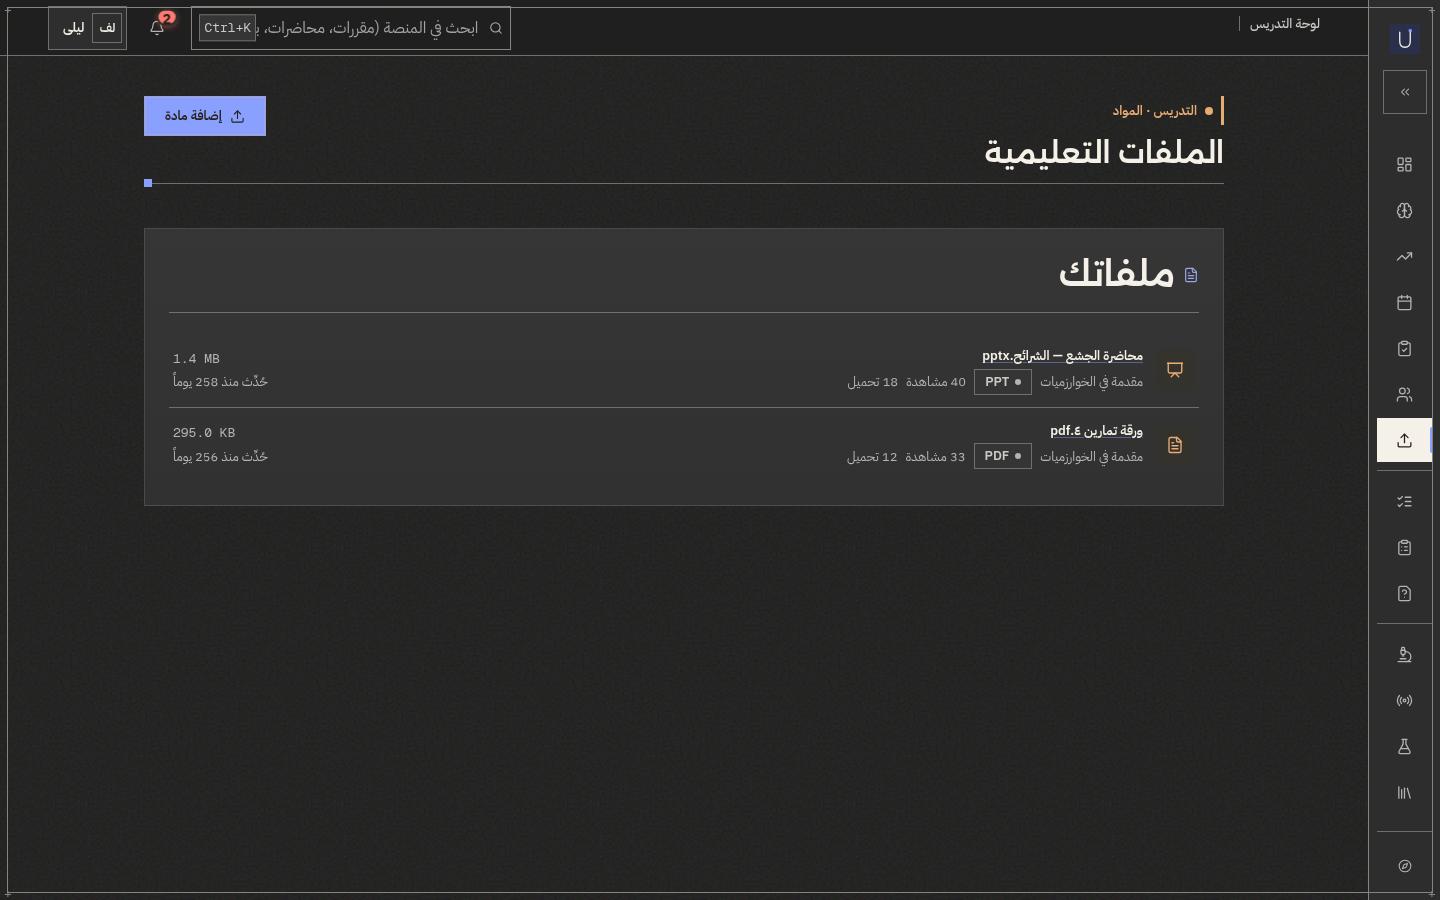 لوحة التدريس
ابحث في المنصة (مقررات، محاضرات، ب
Ctrl+K
2
لف
ليلى
التدريس · المواد
الملفات التعليمية
إضافة مادة
ملفاتك
محاضرة الجشع — الشرائح.pptx
1.4 MB
مقدمة في الخوارزميات PPT 40 مشاهدة 18 تحميل
حُدّث منذ 258 يوماً
ورقة تمارين ٤.pdf
295.0 KB
مقدمة في الخوارزميات PDF 33 مشاهدة 12 تحميل
حُدّث منذ 256 يوماً